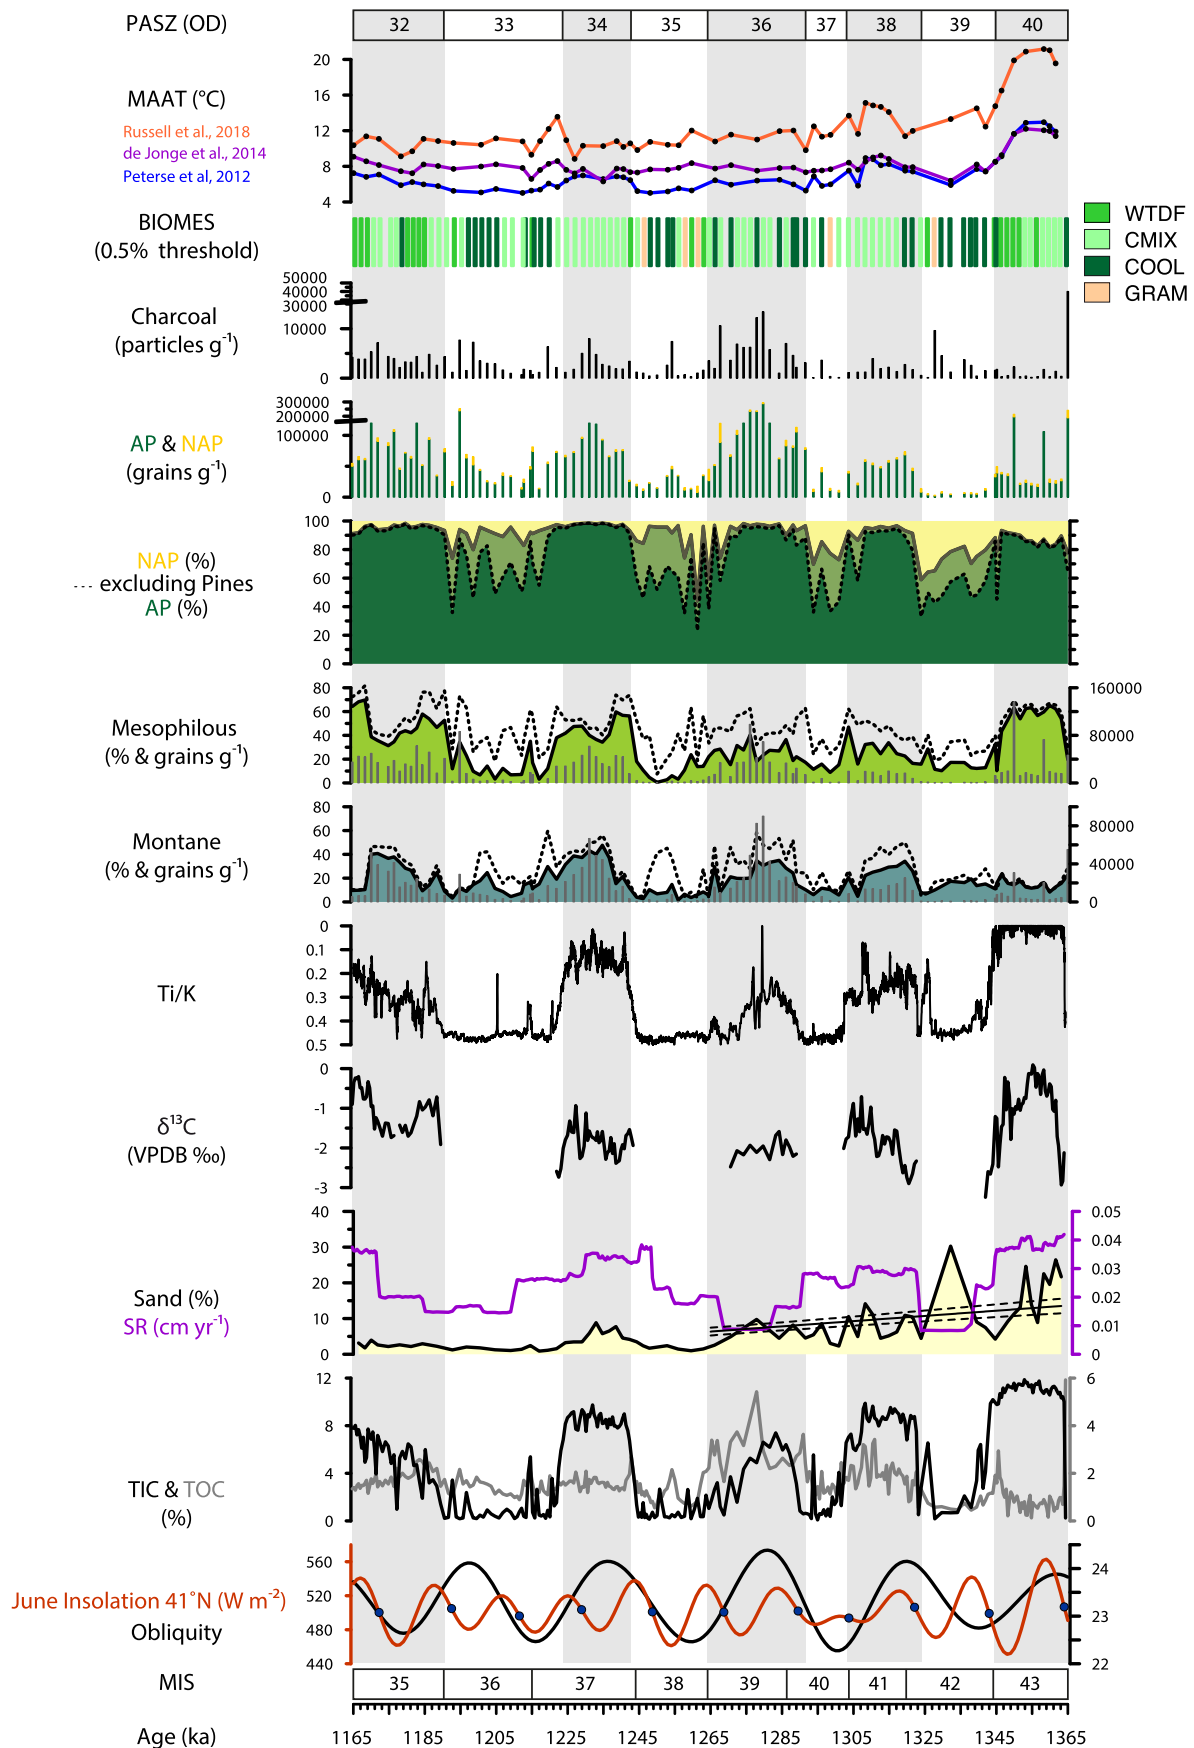 PASZ (OD) 32 33 34 35 36 37 38 39 40
20
16
12
8
4
MAAT (°C)
Russell et al., 2018
de Jonge et al., 2014
Peterse et al, 2012
BIOMES
(0.5% threshold)
WTDF
CMIX
COOL
GRAM
50000
40000
30000
10000
0
Charcoal
(particles g⁻¹)
300000
200000
100000
0
AP & NAP
(grains g⁻¹)
100
80
60
40
20
0
NAP (%)
--- excluding Pines
AP (%)
80
60
40
20
0
Mesophilous
(% & grains g⁻¹)
160000
80000
0
80
60
40
20
0
Montane
(% & grains g⁻¹)
80000
40000
0
0
0.1
0.2
0.3
0.4
0.5
Ti/K
0
-1
-2
-3
δ¹³C
(VPDB ‰)
40
30
20
10
0
Sand (%)
SR (cm yr⁻¹)
0.05
0.04
0.03
0.02
0.01
0
12
8
4
0
TIC & TOC
(%)
6
4
2
0
560
520
480
440
June Insolation 41°N (W m⁻²)
Obliquity
24
23
22
MIS 35 36 37 38 39 40 41 42 43
Age (ka) 1165 1185 1205 1225 1245 1265 1285 1305 1325 1345 1365